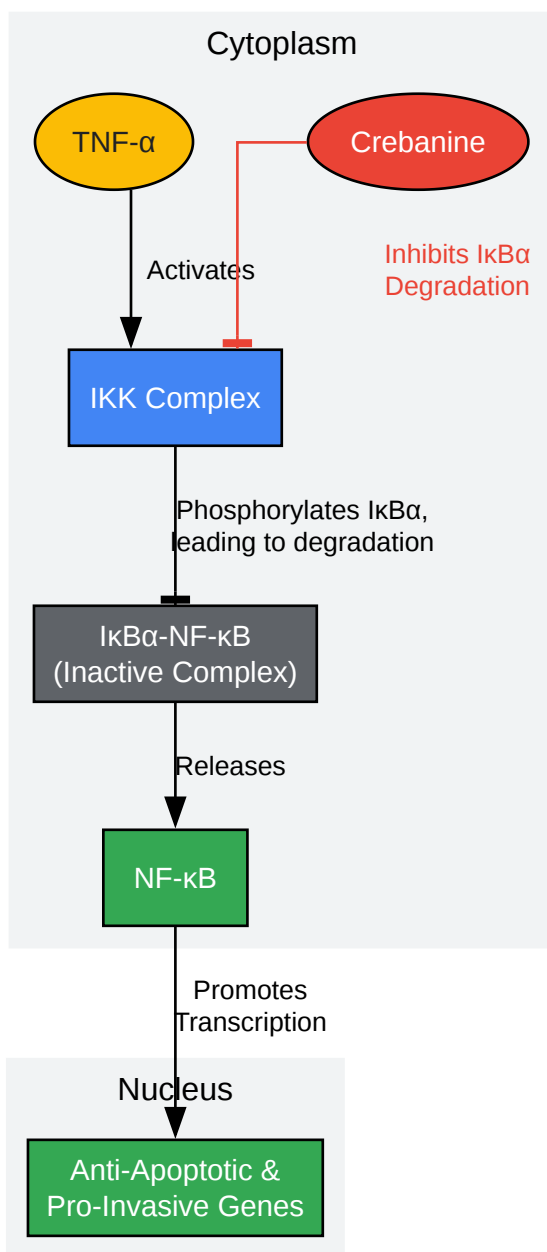 Cytoplasm
TNF-α
Crebanine
Activates
Inhibits IκBα
Degradation
IKK Complex
Phosphorylates IκBα,
leading to degradation
IκBα-NF-κB
(Inactive Complex)
Releases
NF-κB
Promotes
Transcription
Nucleus
Anti-Apoptotic &
Pro-Invasive Genes